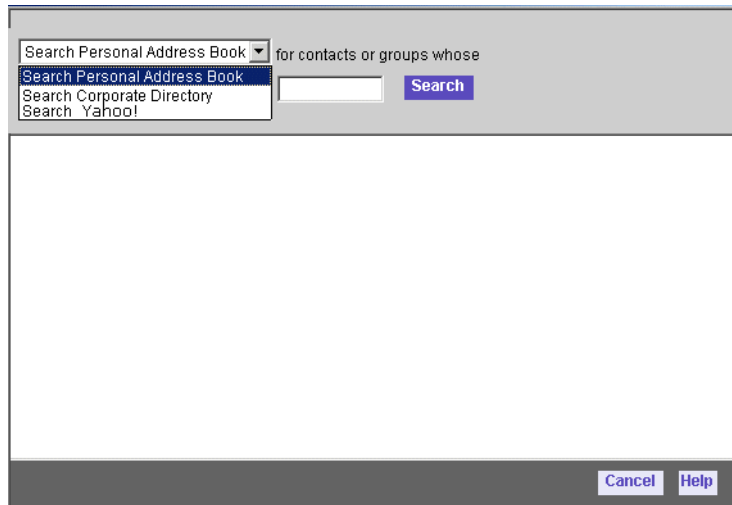 Search Personal Address Book for contacts or groups whose
Search Personal Address Book
Search Corporate Directory
Search Yahoo!
Search
Cancel Help